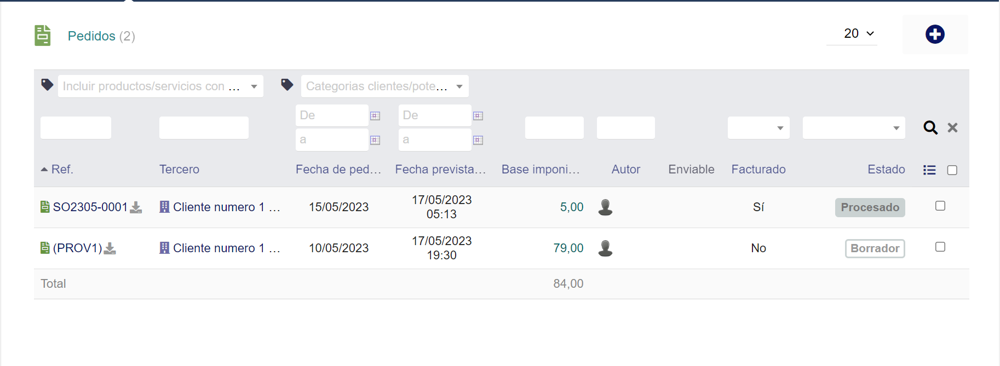 Pedidos (2)
20
Incluir productos/servicios con ...
Categorias clientes/pote...
De
De
a
a
Ref.
Tercero
Fecha de ped...
Fecha prevista...
Base imponi...
Autor
Enviable
Facturado
Estado
SO2305-0001
Cliente numero 1 ...
15/05/2023
17/05/2023
05:13
5,00
Sí
Procesado
(PROV1)
Cliente numero 1 ...
10/05/2023
17/05/2023
19:30
79,00
No
Borrador
Total
84,00